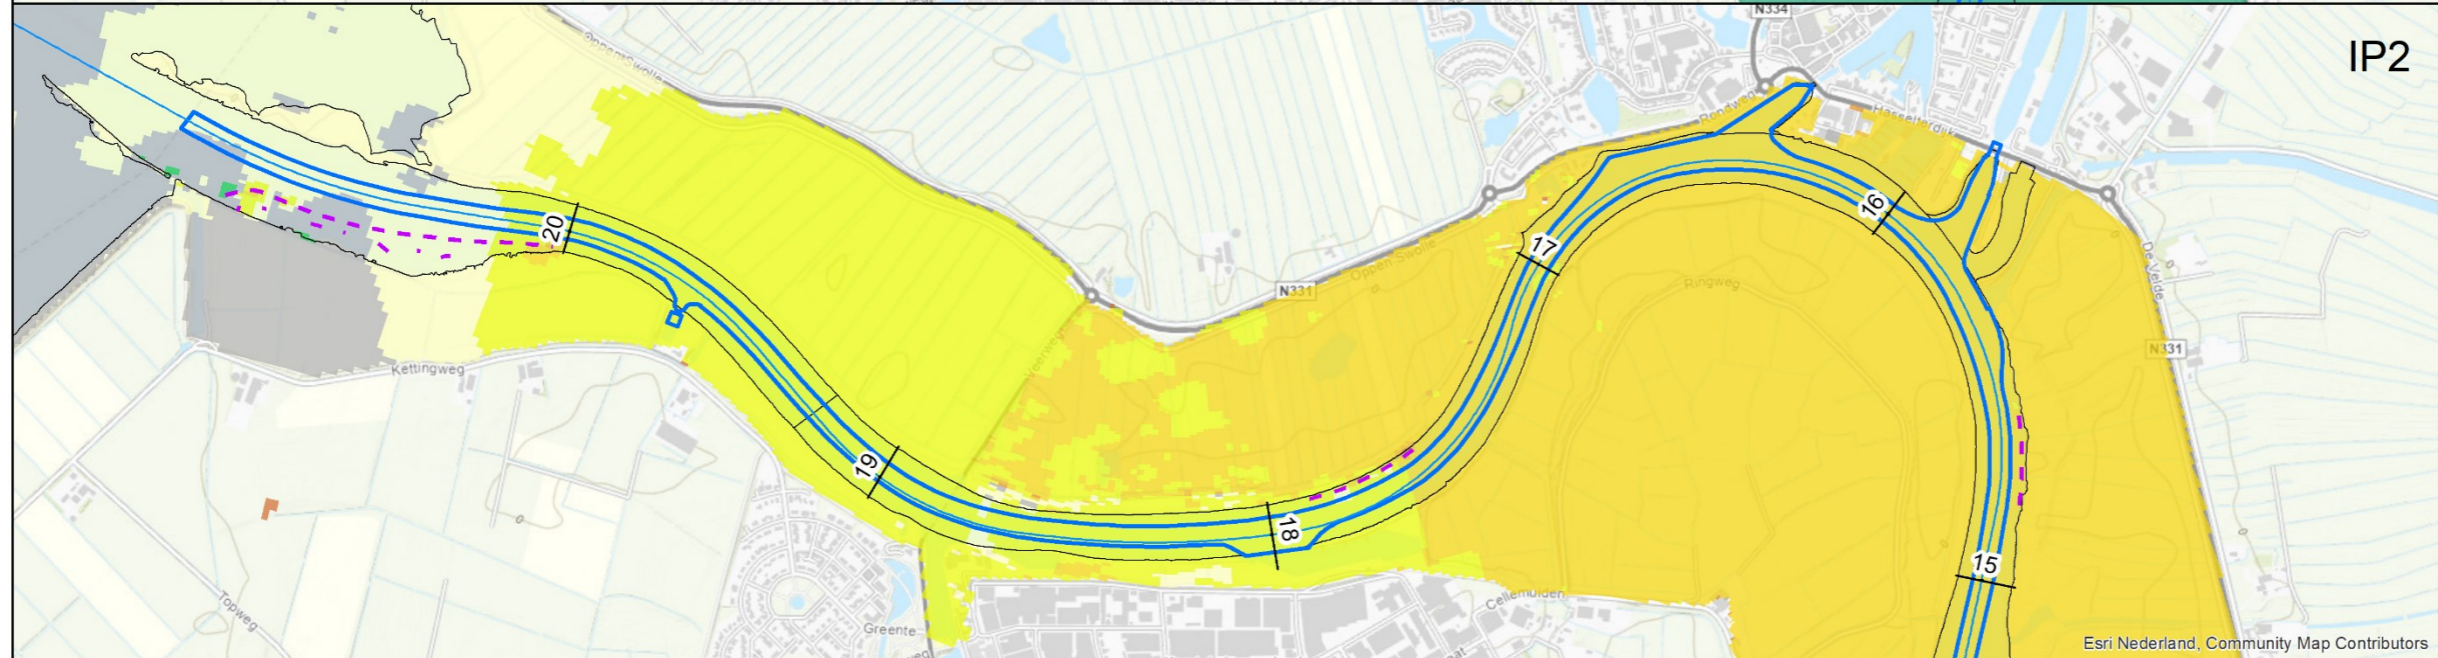 N334
IP2
Oppen Swolle
Rondweg
Hasselterdijk
20
16
17
De Velde
Oppen Swolle
N331
Ringweg
Veerweg
N331
Kettingweg
19
18
15
Topweg
Greente
Cellemuiden
Esri Nederland, Community Map Contributors